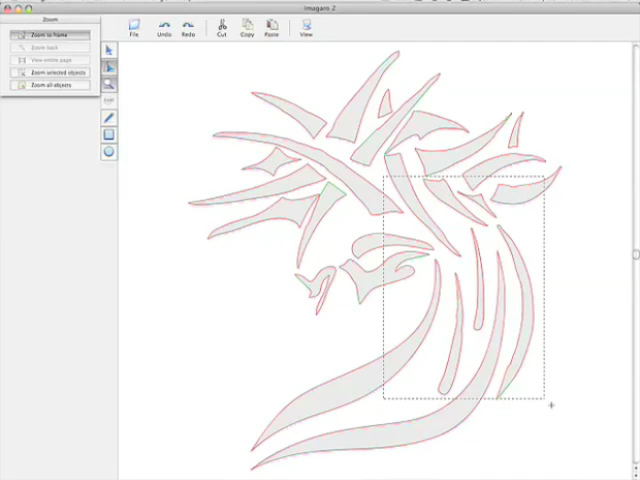 Imagaro Z
Zoom
Zoom to frame
Zoom back
View entire page
Zoom selected objects
Zoom all objects
File
Undo
Redo
Cut
Copy
Paste
View